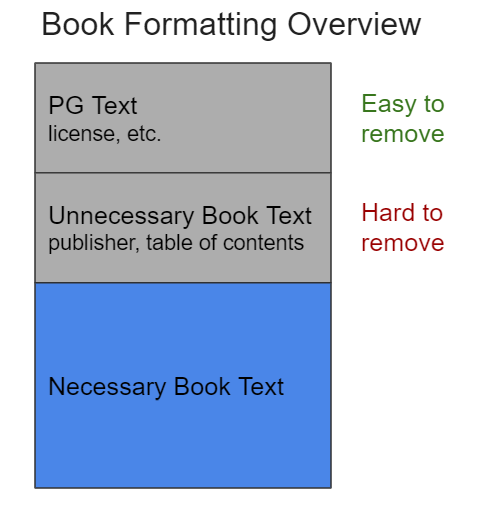 Book Formatting Overview
PG Text
license, etc.
Easy to
remove
Unnecessary Book Text
publisher, table of contents
Hard to
remove
Necessary Book Text